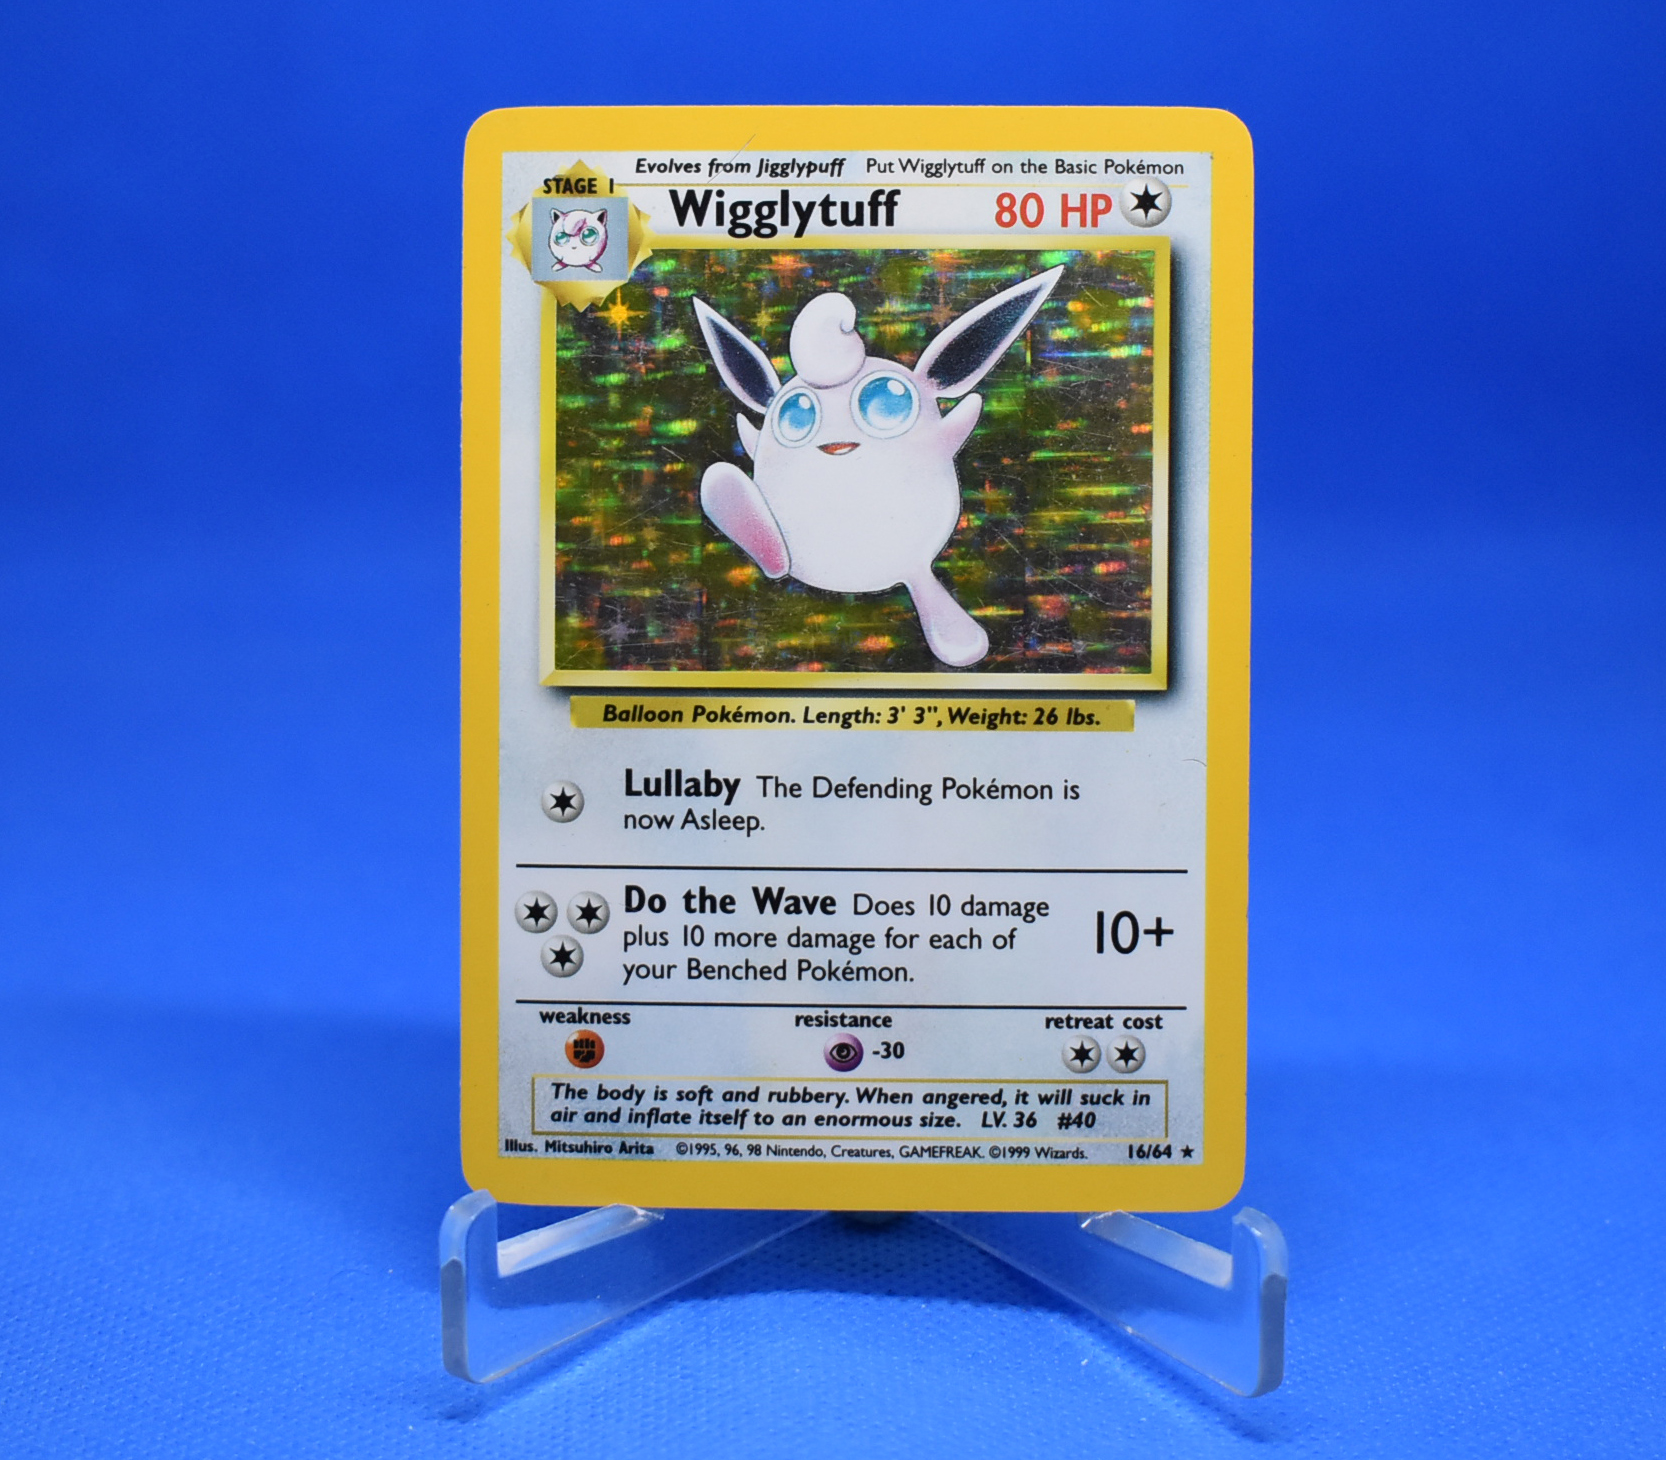 Evolves from Jigglypuff Put Wigglytuff on the Basic Pokémon
STAGE 1
Wigglytuff 80 HP
Balloon Pokémon. Length: 3' 3", Weight: 26 lbs.
Lullaby The Defending Pokémon is
now Asleep.
Do the Wave Does 10 damage
plus 10 more damage for each of
your Benched Pokémon.
10+
weakness resistance retreat cost
-30
The body is soft and rubbery. When angered, it will suck in
air and inflate itself to an enormous size. LV. 36 #40
Illus. Mitsuhiro Arita ©1995, 96, 98 Nintendo, Creatures, GAMEFREAK. ©1999 Wizards. 16/64 ★